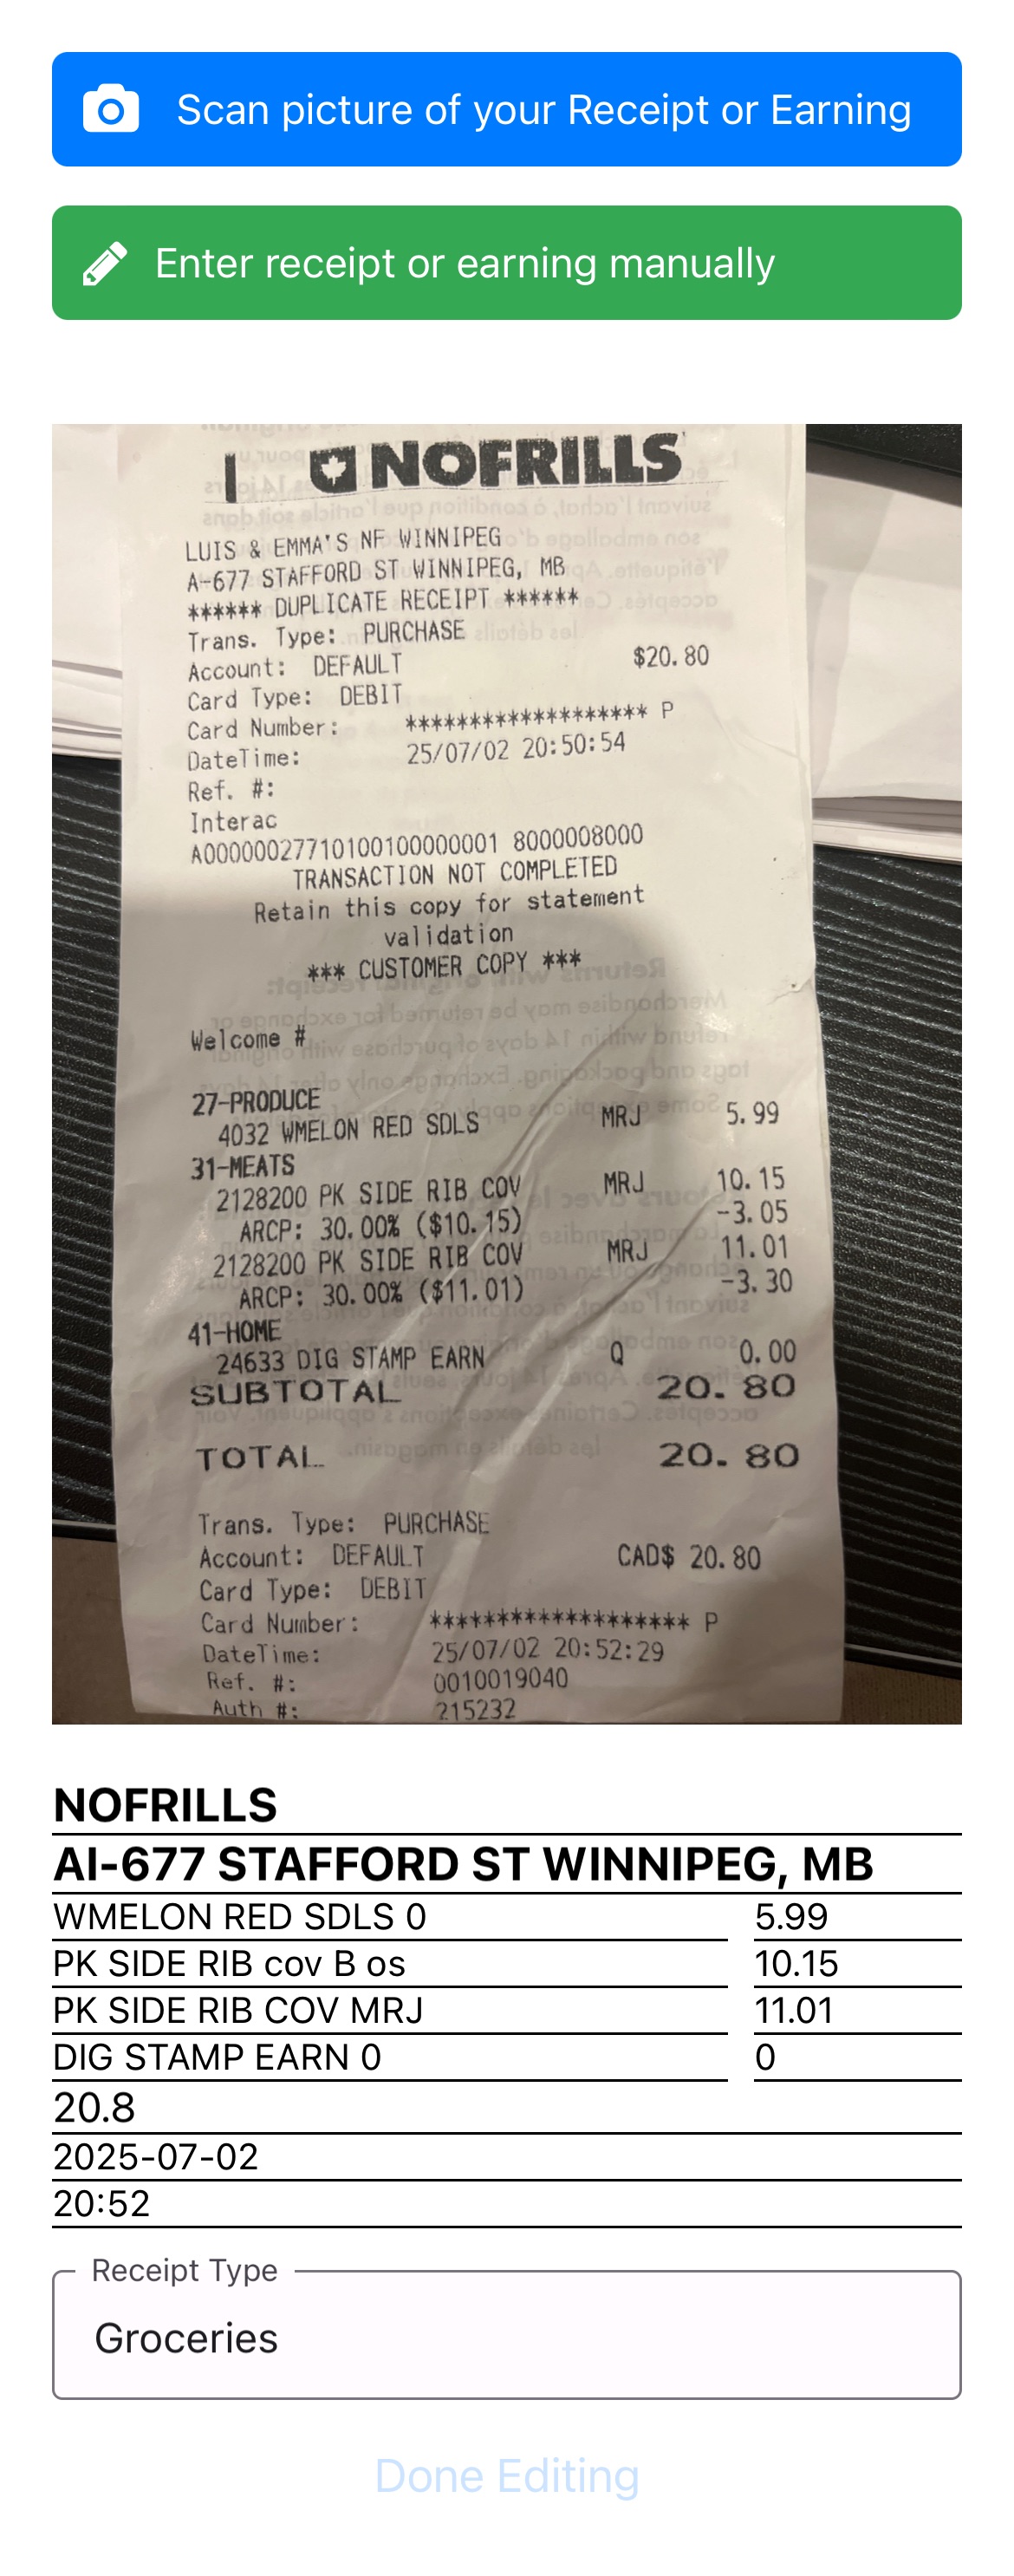 Scan picture of your Receipt or Earning
Enter receipt or earning manually
NOFRILLS
LUIS & EMMA'S NF WINNIPEG
A-677 STAFFORD ST WINNIPEG, MB
****** DUPLICATE RECEIPT ******
Trans. Type: PURCHASE
Account: DEFAULT $20.80
Card Type: DEBIT
Card Number: ******************* P
DateTime: 25/07/02 20:50:54
Ref. #:
Interac
A00000027710100100000001 8000008000
TRANSACTION NOT COMPLETED
Retain this copy for statement
validation
*** CUSTOMER COPY ***
Welcome #
27-PRODUCE
4032 WMELON RED SDLS MRJ 5.99
31-MEATS
2128200 PK SIDE RIB COV MRJ 10.15
ARCP: 30.00% ($10.15) -3.05
2128200 PK SIDE RIB COV MRJ 11.01
ARCP: 30.00% ($11.01) -3.30
41-HOME
24633 DIG STAMP EARN Q 0.00
SUBTOTAL 20.80
TOTAL 20.80
Trans. Type: PURCHASE
Account: DEFAULT CAD$ 20.80
Card Type: DEBIT
Card Number: ******************* P
DateTime: 25/07/02 20:52:29
Ref. #: 0010019040
Auth #: 215232
NOFRILLS
AI-677 STAFFORD ST WINNIPEG, MB
WMELON RED SDLS 0 5.99
PK SIDE RIB cov B os 10.15
PK SIDE RIB COV MRJ 11.01
DIG STAMP EARN 0 0
20.8
2025-07-02
20:52
Receipt Type
Groceries
Done Editing